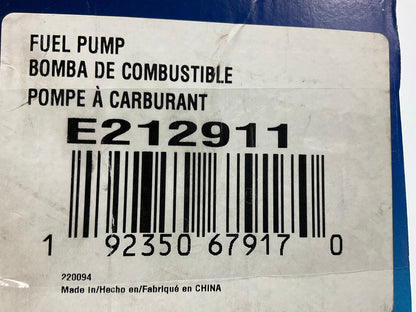 FUEL PUMP
BOMBA DE COMBUSTIBLE
POMPE À CARBURANT
E212911
1 92350 67917 0
220094
Made in/Hecho en/Fabriqué en CHINA